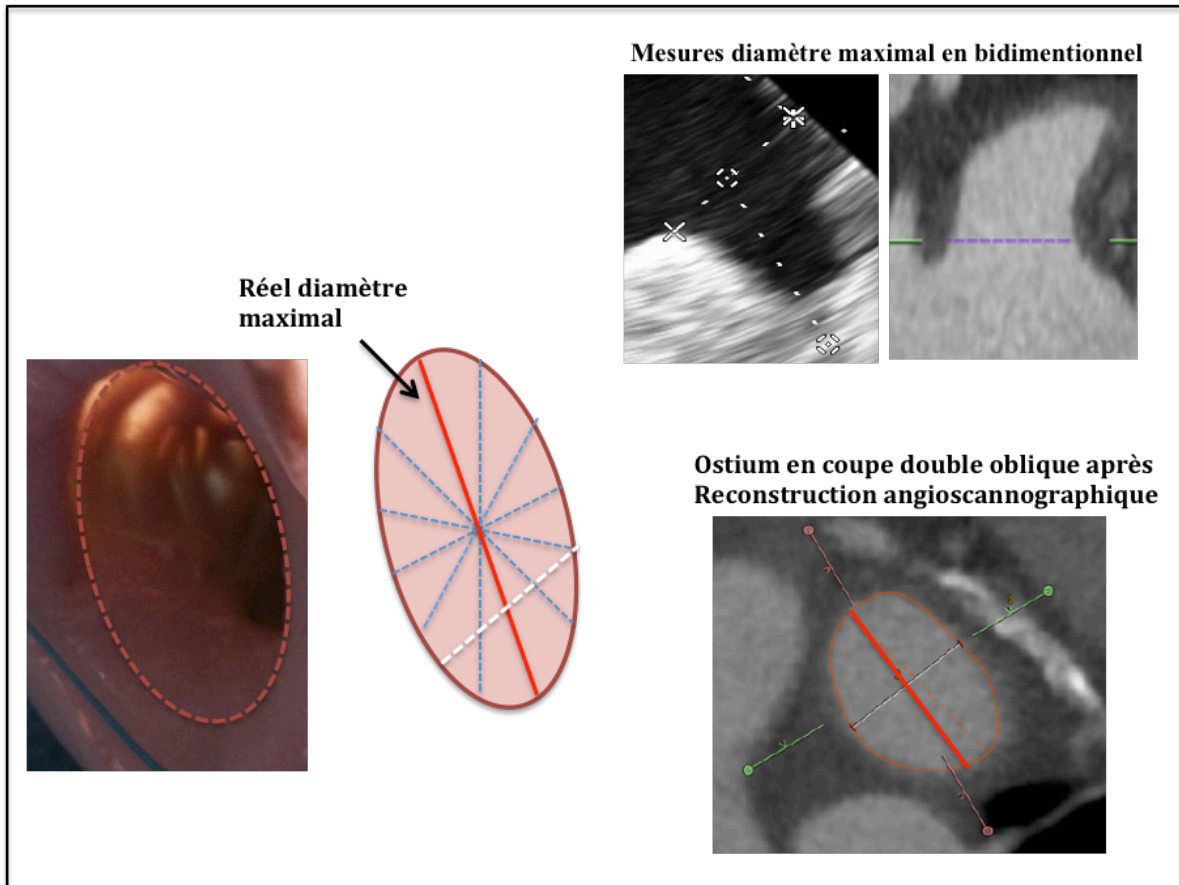 Mesures diamètre maximal en bidimentionnel
Réel diamètre
maximal
Ostium en coupe double oblique après
Reconstruction angioscannographique